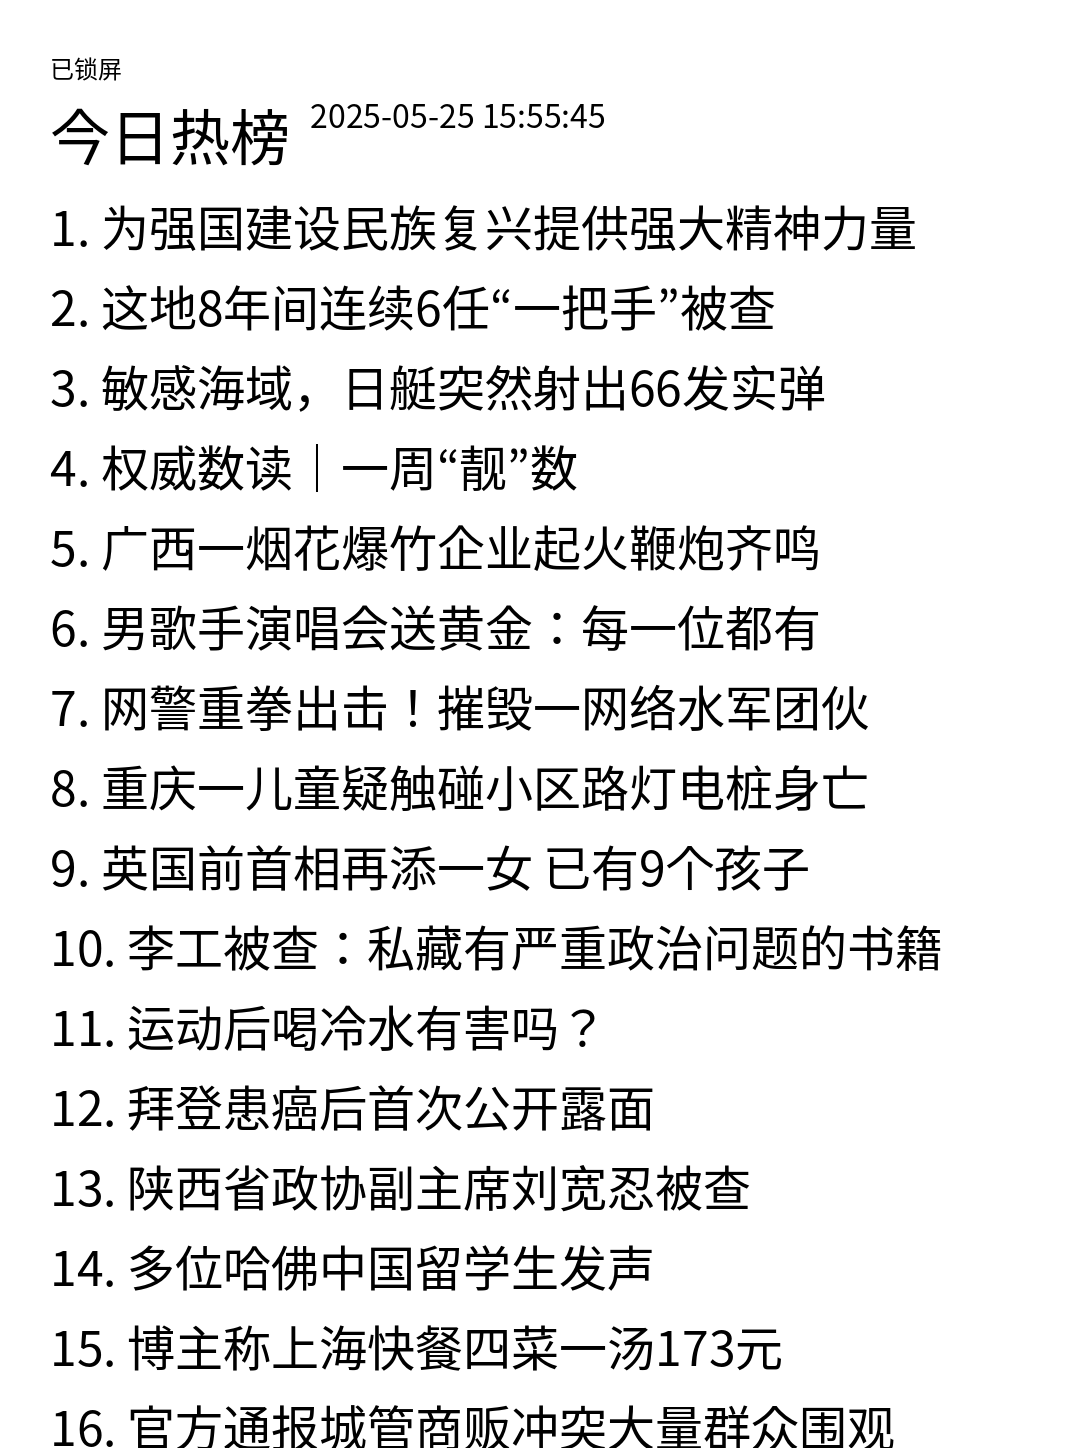 已锁屏
今日热榜 2025-05-25 15:55:45
1. 为强国建设民族复兴提供强大精神力量
2. 这地8年间连续6任“一把手”被查
3. 敏感海域，日艇突然射出66发实弹
4. 权威数读｜一周“靓”数
5. 广西一烟花爆竹企业起火鞭炮齐鸣
6. 男歌手演唱会送黄金：每一位都有
7. 网警重拳出击！摧毁一网络水军团伙
8. 重庆一儿童疑触碰小区路灯电桩身亡
9. 英国前首相再添一女 已有9个孩子
10. 李工被查：私藏有严重政治问题的书籍
11. 运动后喝冷水有害吗？
12. 拜登患癌后首次公开露面
13. 陕西省政协副主席刘宽忍被查
14. 多位哈佛中国留学生发声
15. 博主称上海快餐四菜一汤173元
16. 官方通报城管商贩冲突大量群众围观